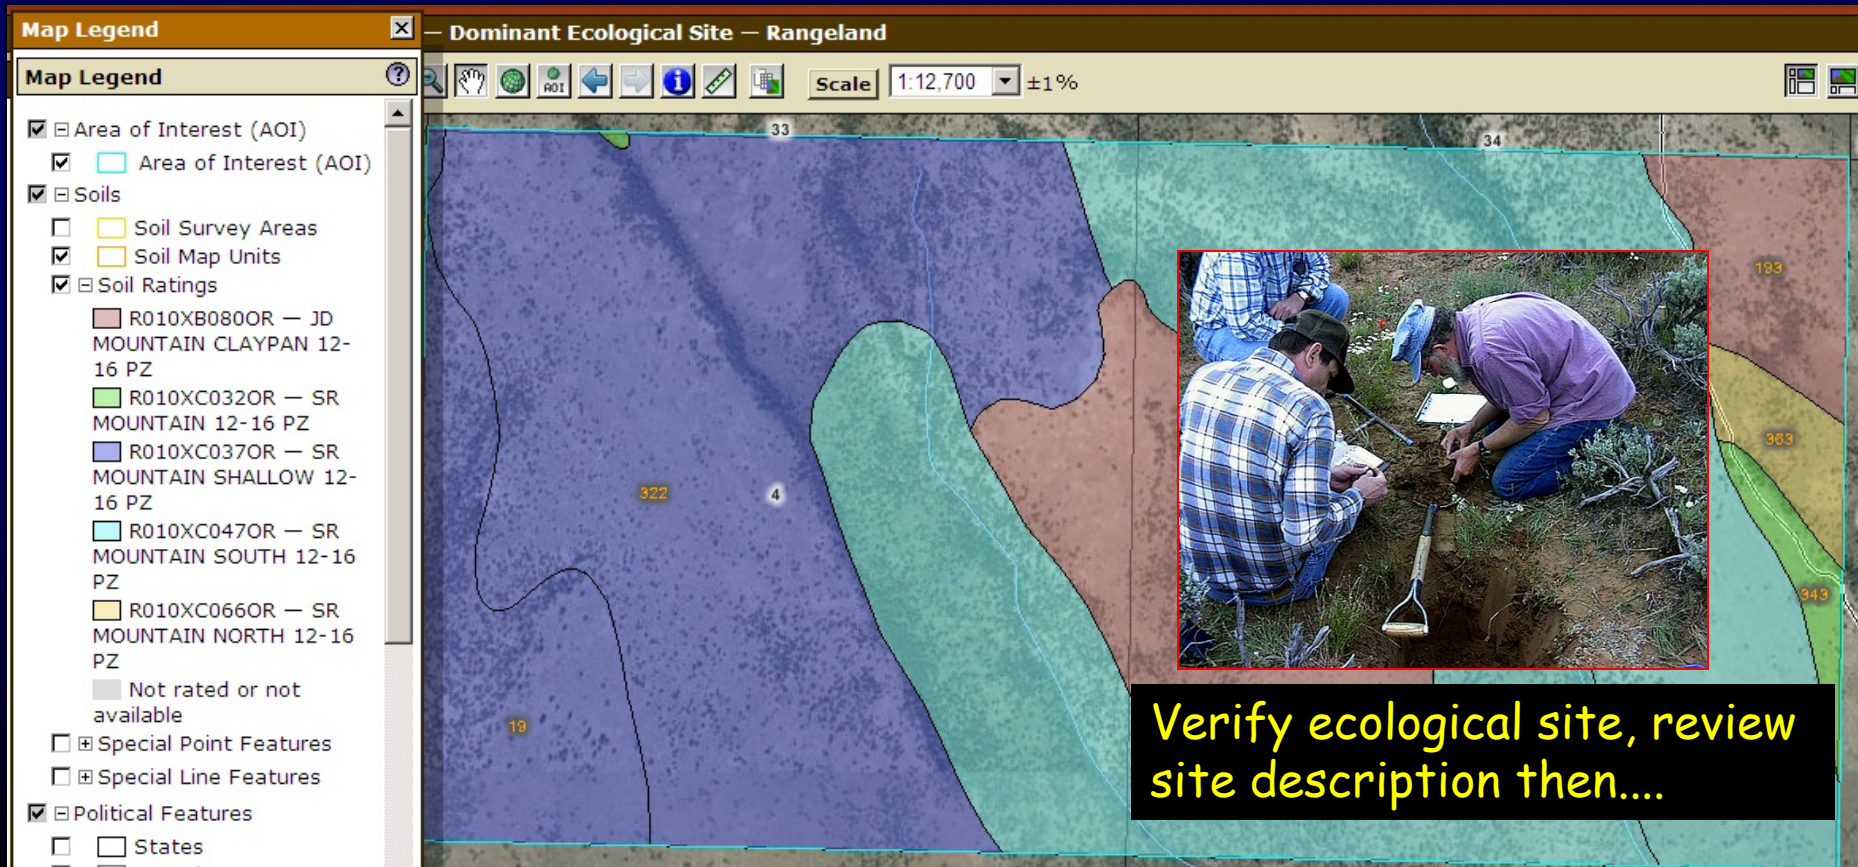 Map Legend
— Dominant Ecological Site — Rangeland
Map Legend
AOI
Scale
1:12,700
±1%
Area of Interest (AOI)
Area of Interest (AOI)
Soils
Soil Survey Areas
Soil Map Units
Soil Ratings
R010XB080OR — JD
MOUNTAIN CLAYPAN 12-
16 PZ
R010XC032OR — SR
MOUNTAIN 12-16 PZ
R010XC037OR — SR
MOUNTAIN SHALLOW 12-
16 PZ
R010XC047OR — SR
MOUNTAIN SOUTH 12-16
PZ
R010XC066OR — SR
MOUNTAIN NORTH 12-16
PZ
Not rated or not
available
Special Point Features
Special Line Features
Political Features
States
33
34
193
383
322
4
343
19
Verify ecological site, review
site description then....